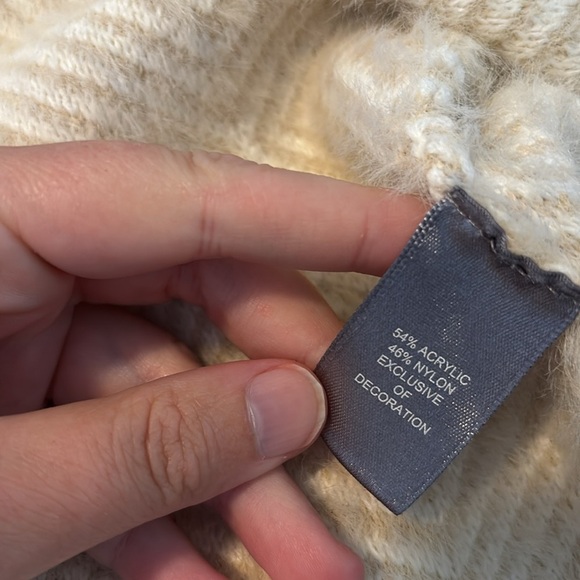 54% ACRYLIC
46% NYLON
EXCLUSIVE
OF
DECORATION